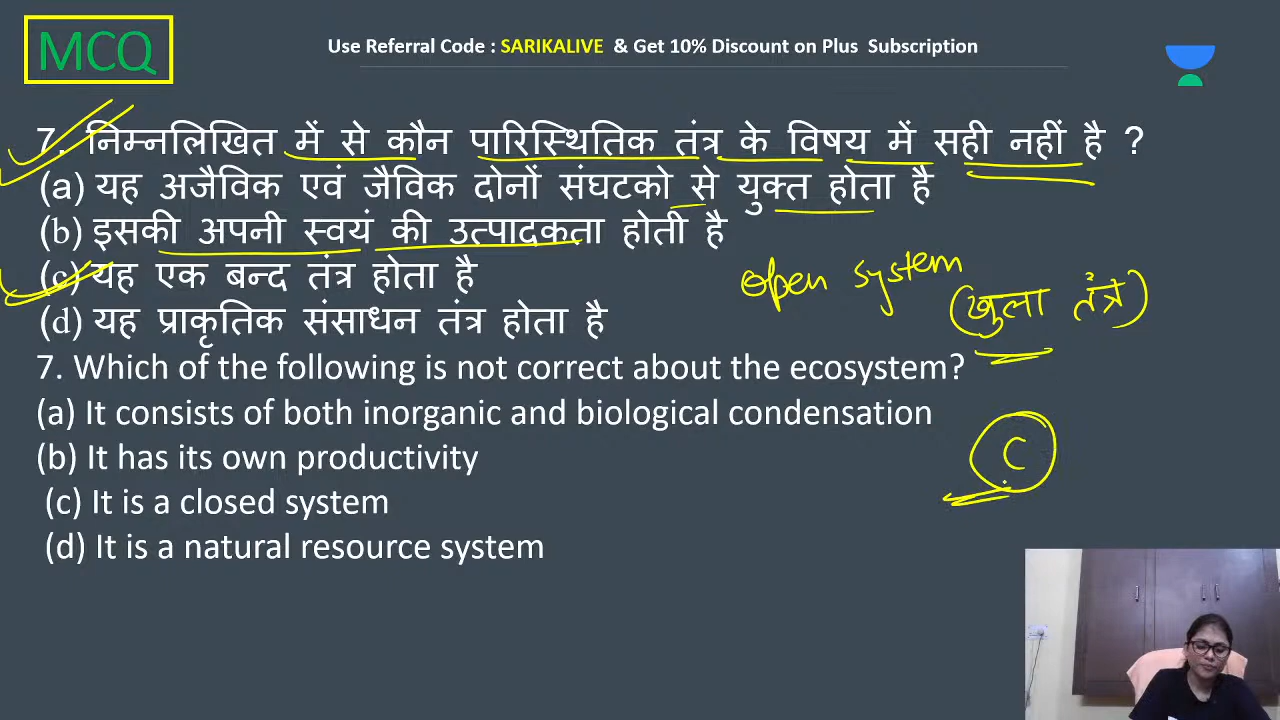 MCQ
Use Referral Code : SARIKALIVE & Get 10% Discount on Plus Subscription
7. निम्नलिखित में से कौन पारिस्थितिक तंत्र के विषय में सही नहीं है ?
(a) यह अजैविक एवं जैविक दोनों संघटको से युक्त होता है
(b) इसकी अपनी स्वयं की उत्पादकता होती है
(c) यह एक बन्द तंत्र होता है
open system
(खुला तंत्र)
(d) यह प्राकृतिक संसाधन तंत्र होता है
7. Which of the following is not correct about the ecosystem?
(a) It consists of both inorganic and biological condensation
C
(b) It has its own productivity
(c) It is a closed system
(d) It is a natural resource system